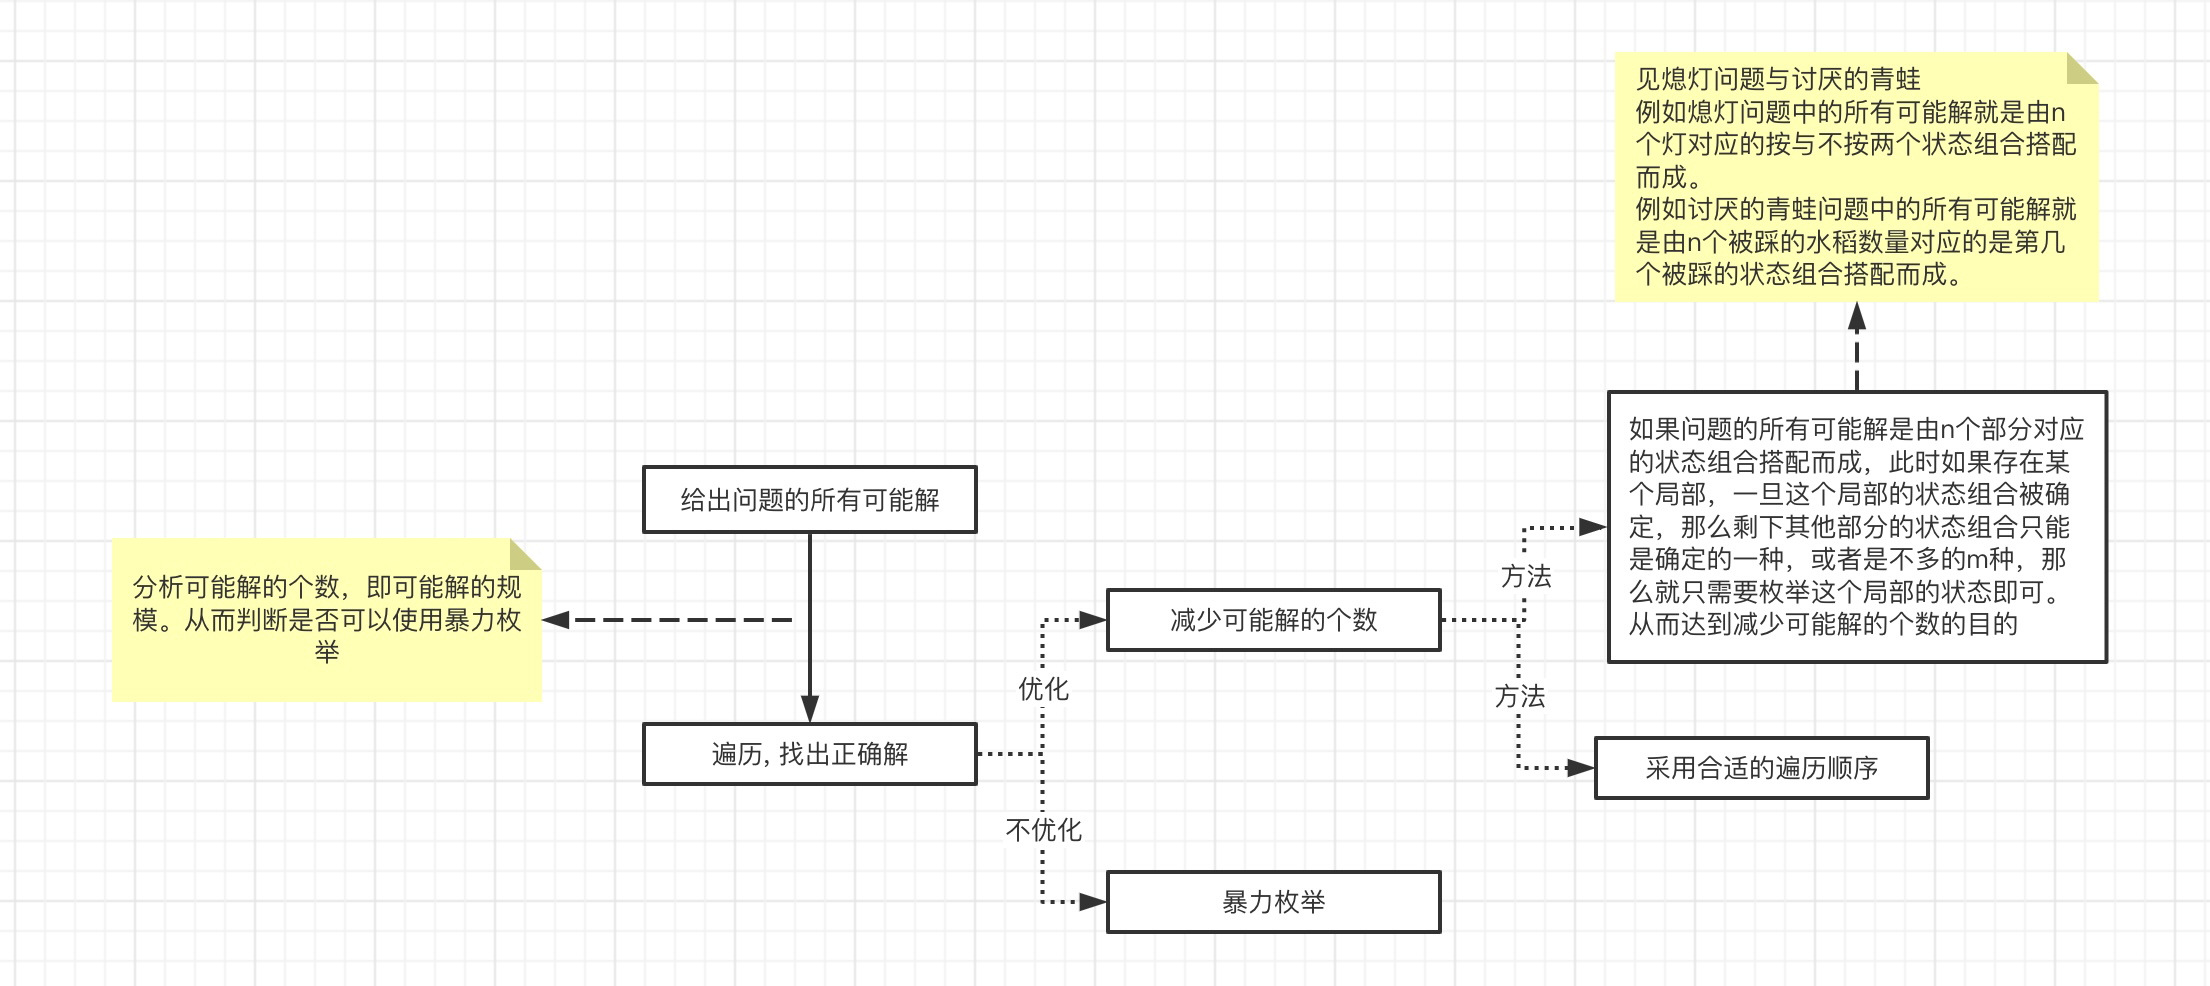 见熄灯问题与讨厌的青蛙
例如熄灯问题中的所有可能解就是由n
个灯对应的按与不按两个状态组合搭配
而成。
例如讨厌的青蛙问题中的所有可能解就
是由n个被踩的水稻数量对应的是第几
个被踩的状态组合搭配而成。
如果问题的所有可能解是由n个部分对应
的状态组合搭配而成，此时如果存在某
个局部，一旦这个局部的状态组合被确
定，那么剩下其他部分的状态组合只能
是确定的一种，或者是不多的m种，那
么就只需要枚举这个局部的状态即可。
从而达到减少可能解的个数的目的
给出问题的所有可能解
分析可能解的个数，即可能解的规
模。从而判断是否可以使用暴力枚
举
方法
减少可能解的个数
优化
方法
遍历, 找出正确解
采用合适的遍历顺序
不优化
暴力枚举